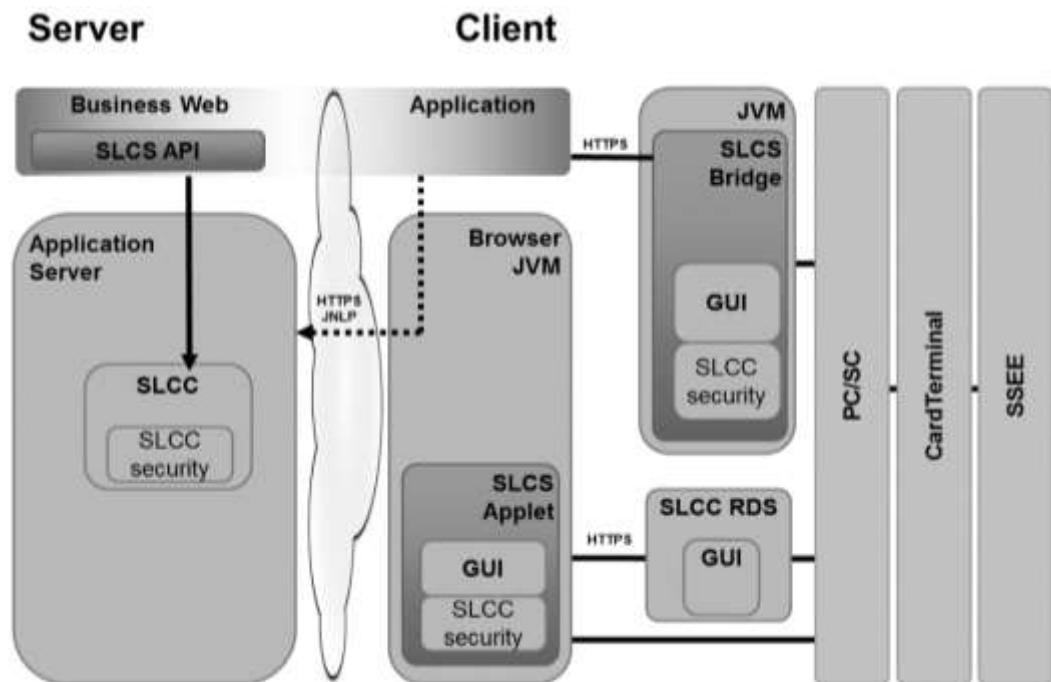 Server
Client
Business Web
Application
SLCS API
Application
Server
SLCC
SLCC
security
HTTPS
JNLP
Browser
JVM
SLCS
Applet
GUI
SLCC
security
HTTPS
JVM
SLCS
Bridge
GUI
SLCC
security
HTTPS
SLCC RDS
GUI
PC/SC
CardTerminal
SSEE